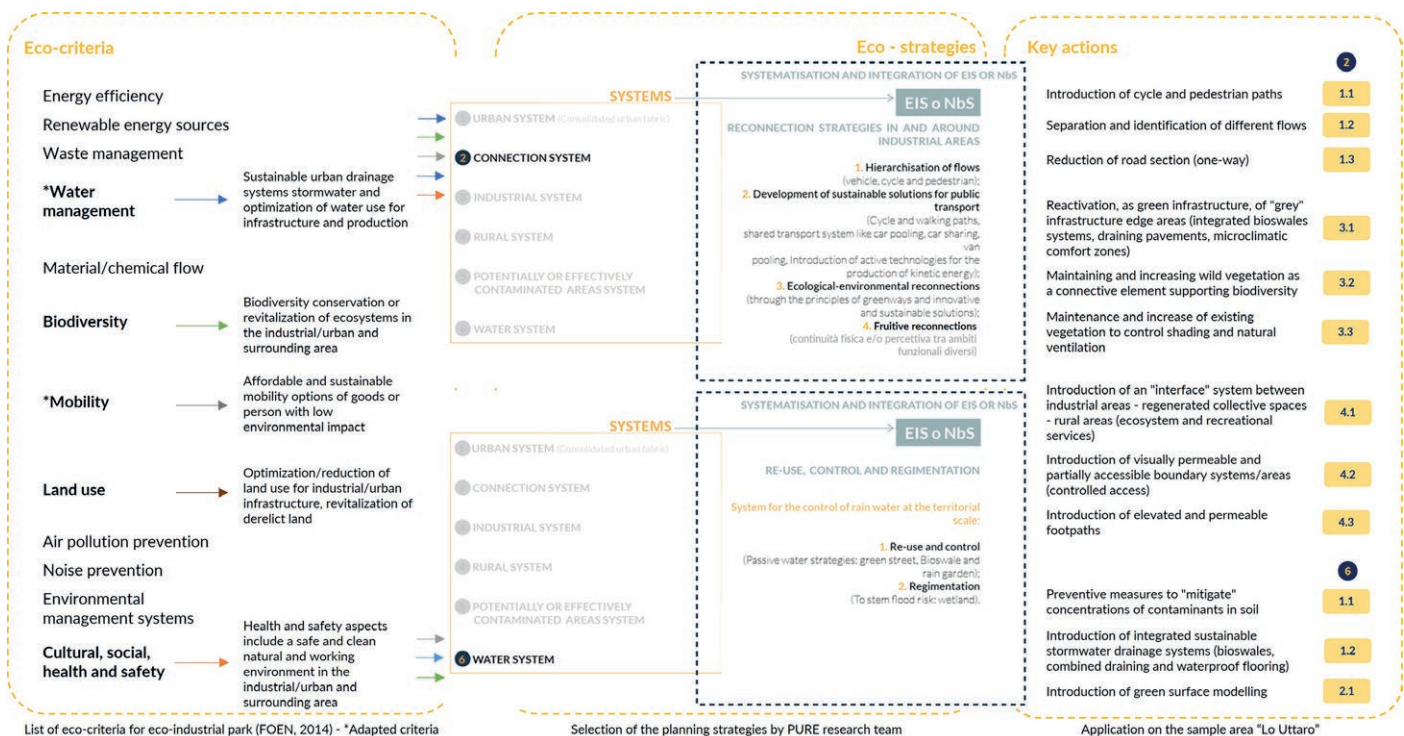 Eco-criteria
Energy efficiency
Renewable energy sources
Waste management
*Water
management
Sustainable urban drainage
systems stormwater and
optimization of water use for
infrastructure and production
Material/chemical flow
Biodiversity
Biodiversity conservation or
revitalization of ecosystems in
the industrial/urban and
surrounding area
*Mobility
Affordable and sustainable
mobility options of goods or
person with low
environmental impact
Land use
Optimization/reduction of
land use for industrial/urban
infrastructure, revitalization of
derelict land
Air pollution prevention
Noise prevention
Environmental
management systems
Cultural, social,
health and safety
Health and safety aspects
include a safe and clean
natural and working
environment in the
industrial/urban and
surrounding area
List of eco-criteria for eco-industrial park (FOEN, 2014) - *Adapted criteria
Eco - strategies
SYSTEMS
1 URBAN SYSTEM (Consolidated urban fabric)
2 CONNECTION SYSTEM
3 INDUSTRIAL SYSTEM
4 RURAL SYSTEM
5 POTENTIALLY OR EFFECTIVELY
CONTAMINATED AREAS SYSTEM
6 WATER SYSTEM
SYSTEMATISATION AND INTEGRATION OF EIS OR NbS
EIS o NbS
RECONNECTION STRATEGIES IN AND AROUND
INDUSTRIAL AREAS
1. Hierarchisation of flows
(vehicle, cycle and pedestrian);
2. Development of sustainable solutions for public
transport
(Cycle and walking paths,
shared transport system like car pooling, car sharing,
van
pooling, Introduction of active technologies for the
production of kinetic energy);
3. Ecological-environmental reconnections
(through the principles of greenways and innovative
and sustainable solutions);
4. Fruitive reconnections
(continuità fisica e/o percettiva tra ambiti
funzionali diversi)
SYSTEMS
1 URBAN SYSTEM (Consolidated urban fabric)
2 CONNECTION SYSTEM
3 INDUSTRIAL SYSTEM
4 RURAL SYSTEM
5 POTENTIALLY OR EFFECTIVELY
CONTAMINATED AREAS SYSTEM
6 WATER SYSTEM
SYSTEMATISATION AND INTEGRATION OF EIS OR NbS
EIS o NbS
RE-USE, CONTROL AND REGIMENTATION
System for the control of rain water at the territorial
scale:
1. Re-use and control
(Passive water strategies: green street, Bioswale and
rain garden);
2. Regimentation
(To stem flood risk: wetland).
Selection of the planning strategies by PURE research team
Key actions
2
Introduction of cycle and pedestrian paths
1.1
Separation and identification of different flows
1.2
Reduction of road section (one-way)
1.3
Reactivation, as green infrastructure, of "grey"
infrastructure edge areas (integrated bioswales
systems, draining pavements, microclimatic
comfort zones)
3.1
Maintaining and increasing wild vegetation as
a connective element supporting biodiversity
3.2
Maintenance and increase of existing
vegetation to control shading and natural
ventilation
3.3
Introduction of an "interface" system between
industrial areas - regenerated collective spaces
- rural areas (ecosystem and recreational
services)
4.1
Introduction of visually permeable and
partially accessible boundary systems/areas
(controlled access)
4.2
Introduction of elevated and permeable
footpaths
4.3
6
Preventive measures to "mitigate"
concentrations of contaminants in soil
1.1
Introduction of integrated sustainable
stormwater drainage systems (bioswales,
combined draining and waterproof flooring)
1.2
Introduction of green surface modelling
2.1
Application on the sample area "Lo Uttaro"